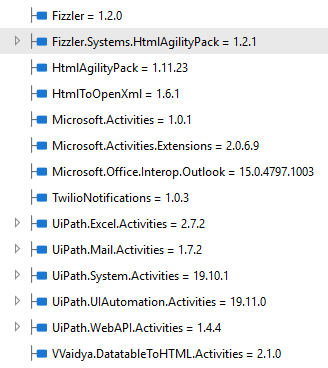 Fizzler = 1.2.0
Fizzler.Systems.HtmlAgilityPack = 1.2.1
HtmlAgilityPack = 1.11.23
HtmlToOpenXml = 1.6.1
Microsoft.Activities = 1.0.1
Microsoft.Activities.Extensions = 2.0.6.9
Microsoft.Office.Interop.Outlook = 15.0.4797.1003
TwilioNotifications = 1.0.3
UiPath.Excel.Activities = 2.7.2
UiPath.Mail.Activities = 1.7.2
UiPath.System.Activities = 19.10.1
UiPath.UIAutomation.Activities = 19.11.0
UiPath.WebAPI.Activities = 1.4.4
VVaidya.DatatableToHTML.Activities = 2.1.0